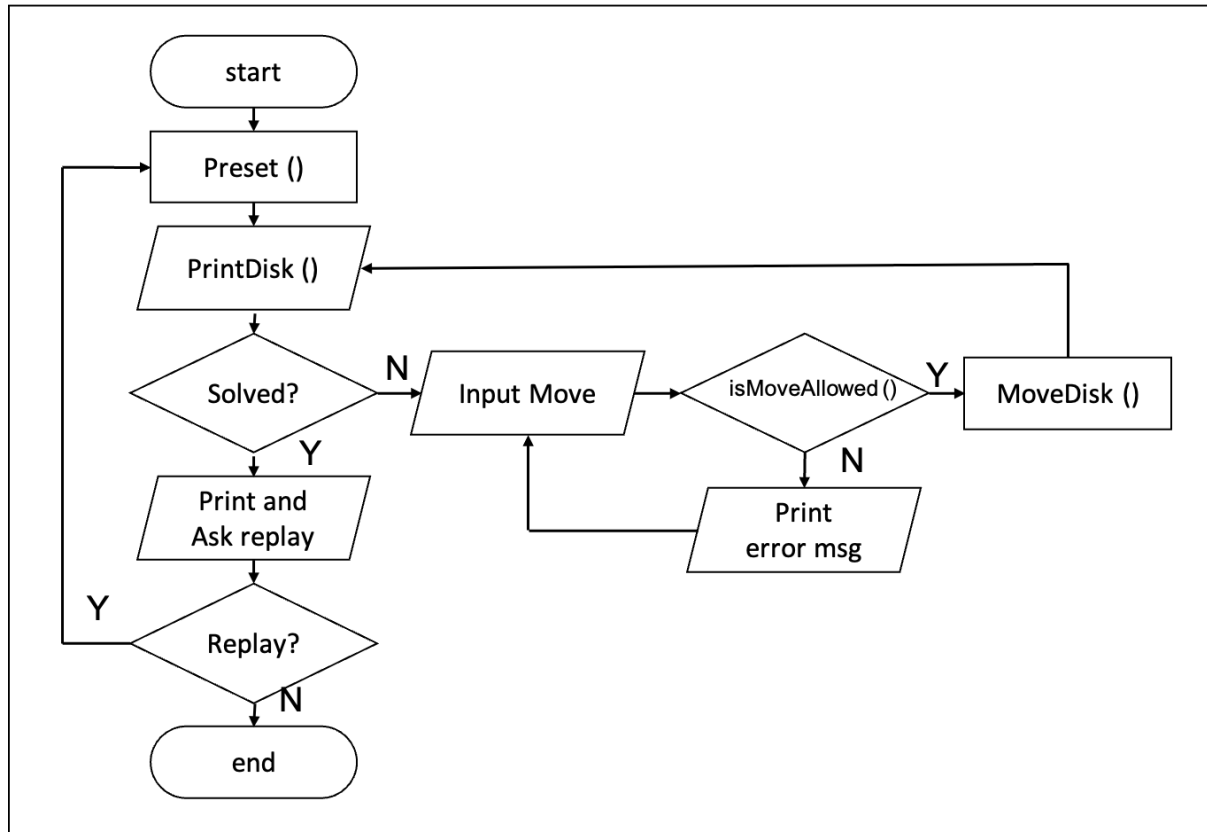 start
Preset ()
PrintDisk ()
Solved?
N
Input Move
isMoveAllowed ()
Y
MoveDisk ()
Y
N
Print and
Ask replay
Print
error msg
Y
Replay?
N
end